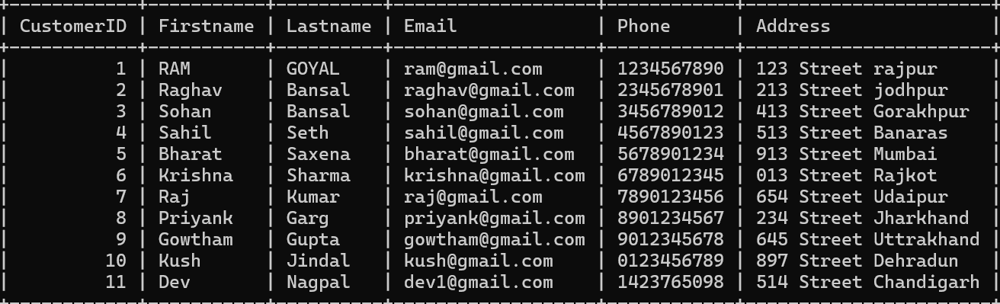 | CustomerID | Firstname | Lastname | Email | Phone | Address |
| 1 | RAM | GOYAL | ram@gmail.com | 1234567890 | 123 Street rajpur |
| 2 | Raghav | Bansal | raghav@gmail.com | 2345678901 | 213 Street jodhpur |
| 3 | Sohan | Bansal | sohan@gmail.com | 3456789012 | 413 Street Gorakhpur |
| 4 | Sahil | Seth | sahil@gmail.com | 4567890123 | 513 Street Banaras |
| 5 | Bharat | Saxena | bharat@gmail.com | 5678901234 | 913 Street Mumbai |
| 6 | Krishna | Sharma | krishna@gmail.com | 6789012345 | 013 Street Rajkot |
| 7 | Raj | Kumar | raj@gmail.com | 7890123456 | 654 Street Udaipur |
| 8 | Priyank | Garg | priyank@gmail.com | 8901234567 | 234 Street Jharkhand |
| 9 | Gowtham | Gupta | gowtham@gmail.com | 9012345678 | 645 Street Uttrakhand |
| 10 | Kush | Jindal | kush@gmail.com | 0123456789 | 897 Street Dehradun |
| 11 | Dev | Nagpal | dev1@gmail.com | 1423765098 | 514 Street Chandigarh |